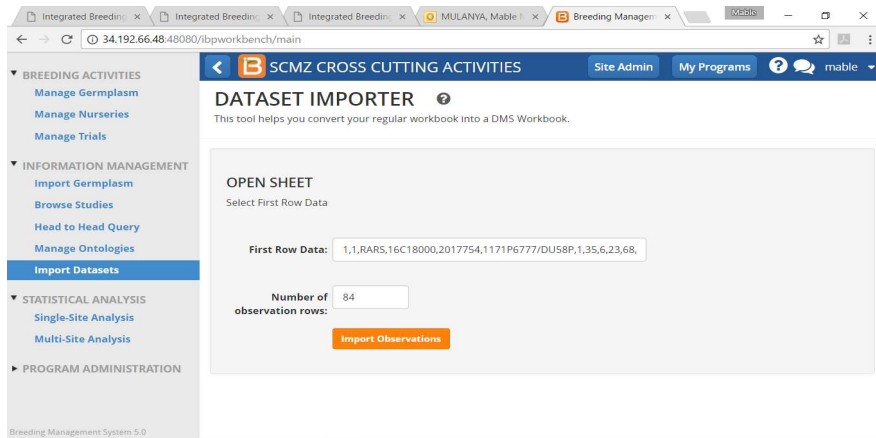 Integrated Breeding
Integrated Breeding
Integrated Breeding
MULANYA, Mable
Breeding Managem
Mable
34.192.66.48:48080/ibpworkbench/main
BREEDING ACTIVITIES
Manage Germplasm
Manage Nurseries
Manage Trials
INFORMATION MANAGEMENT
Import Germplasm
Browse Studies
Head to Head Query
Manage Ontologies
Import Datasets
STATISTICAL ANALYSIS
Single-Site Analysis
Multi-Site Analysis
PROGRAM ADMINISTRATION
Breeding Management System 5.0
SCMZ CROSS CUTTING ACTIVITIES
Site Admin
My Programs
mable
DATASET IMPORTER
This tool helps you convert your regular workbook into a DMS Workbook.
OPEN SHEET
Select First Row Data
First Row Data: 1,1,RARS,16C18000,2017754,1171P6777/DU58P,1,35,6,23,68,
Number of 84
observation rows:
Import Observations